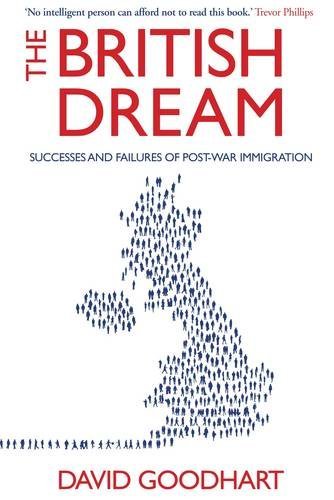 'No intelligent person can afford not to read this book.' Trevor Phillips
THE
BRITISH
DREAM
SUCCESSES AND FAILURES OF POST-WAR IMMIGRATION
DAVID GOODHART